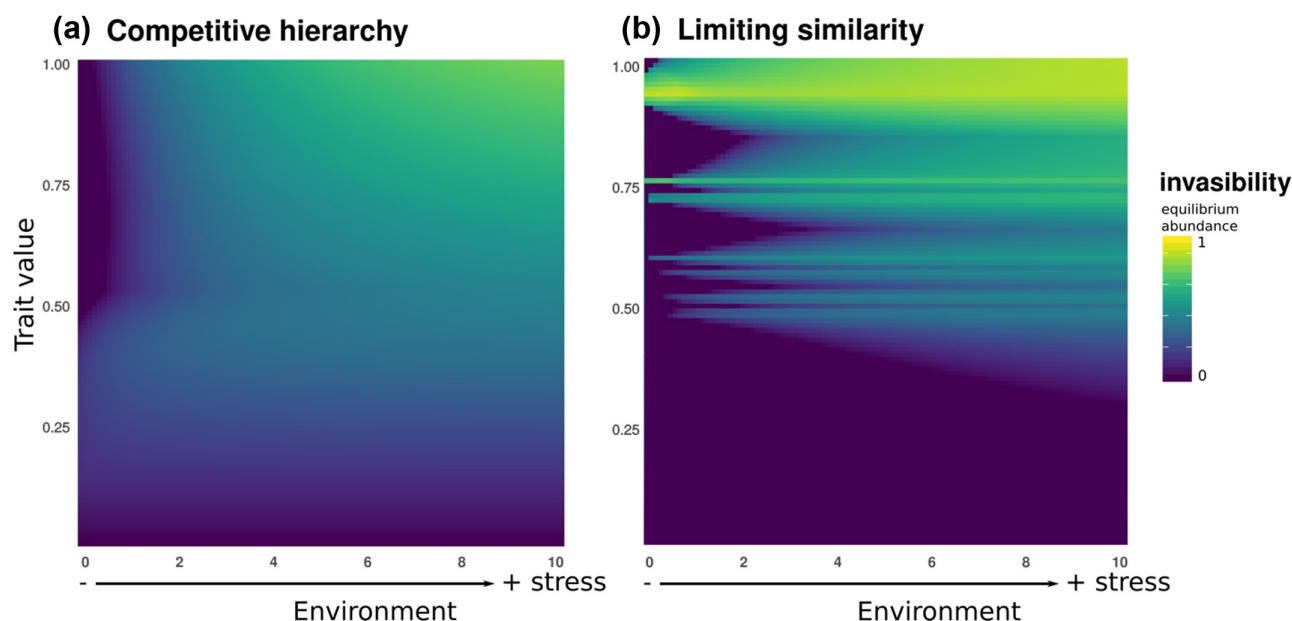 (a) Competitive hierarchy
(b) Limiting similarity
Trait value
1.00
0.75
0.50
0.25
0 2 4 6 8 10
- + stress
Environment
1.00
0.75
0.50
0.25
0 2 4 6 8 10
- + stress
Environment
invasibility
equilibrium
abundance
1
0